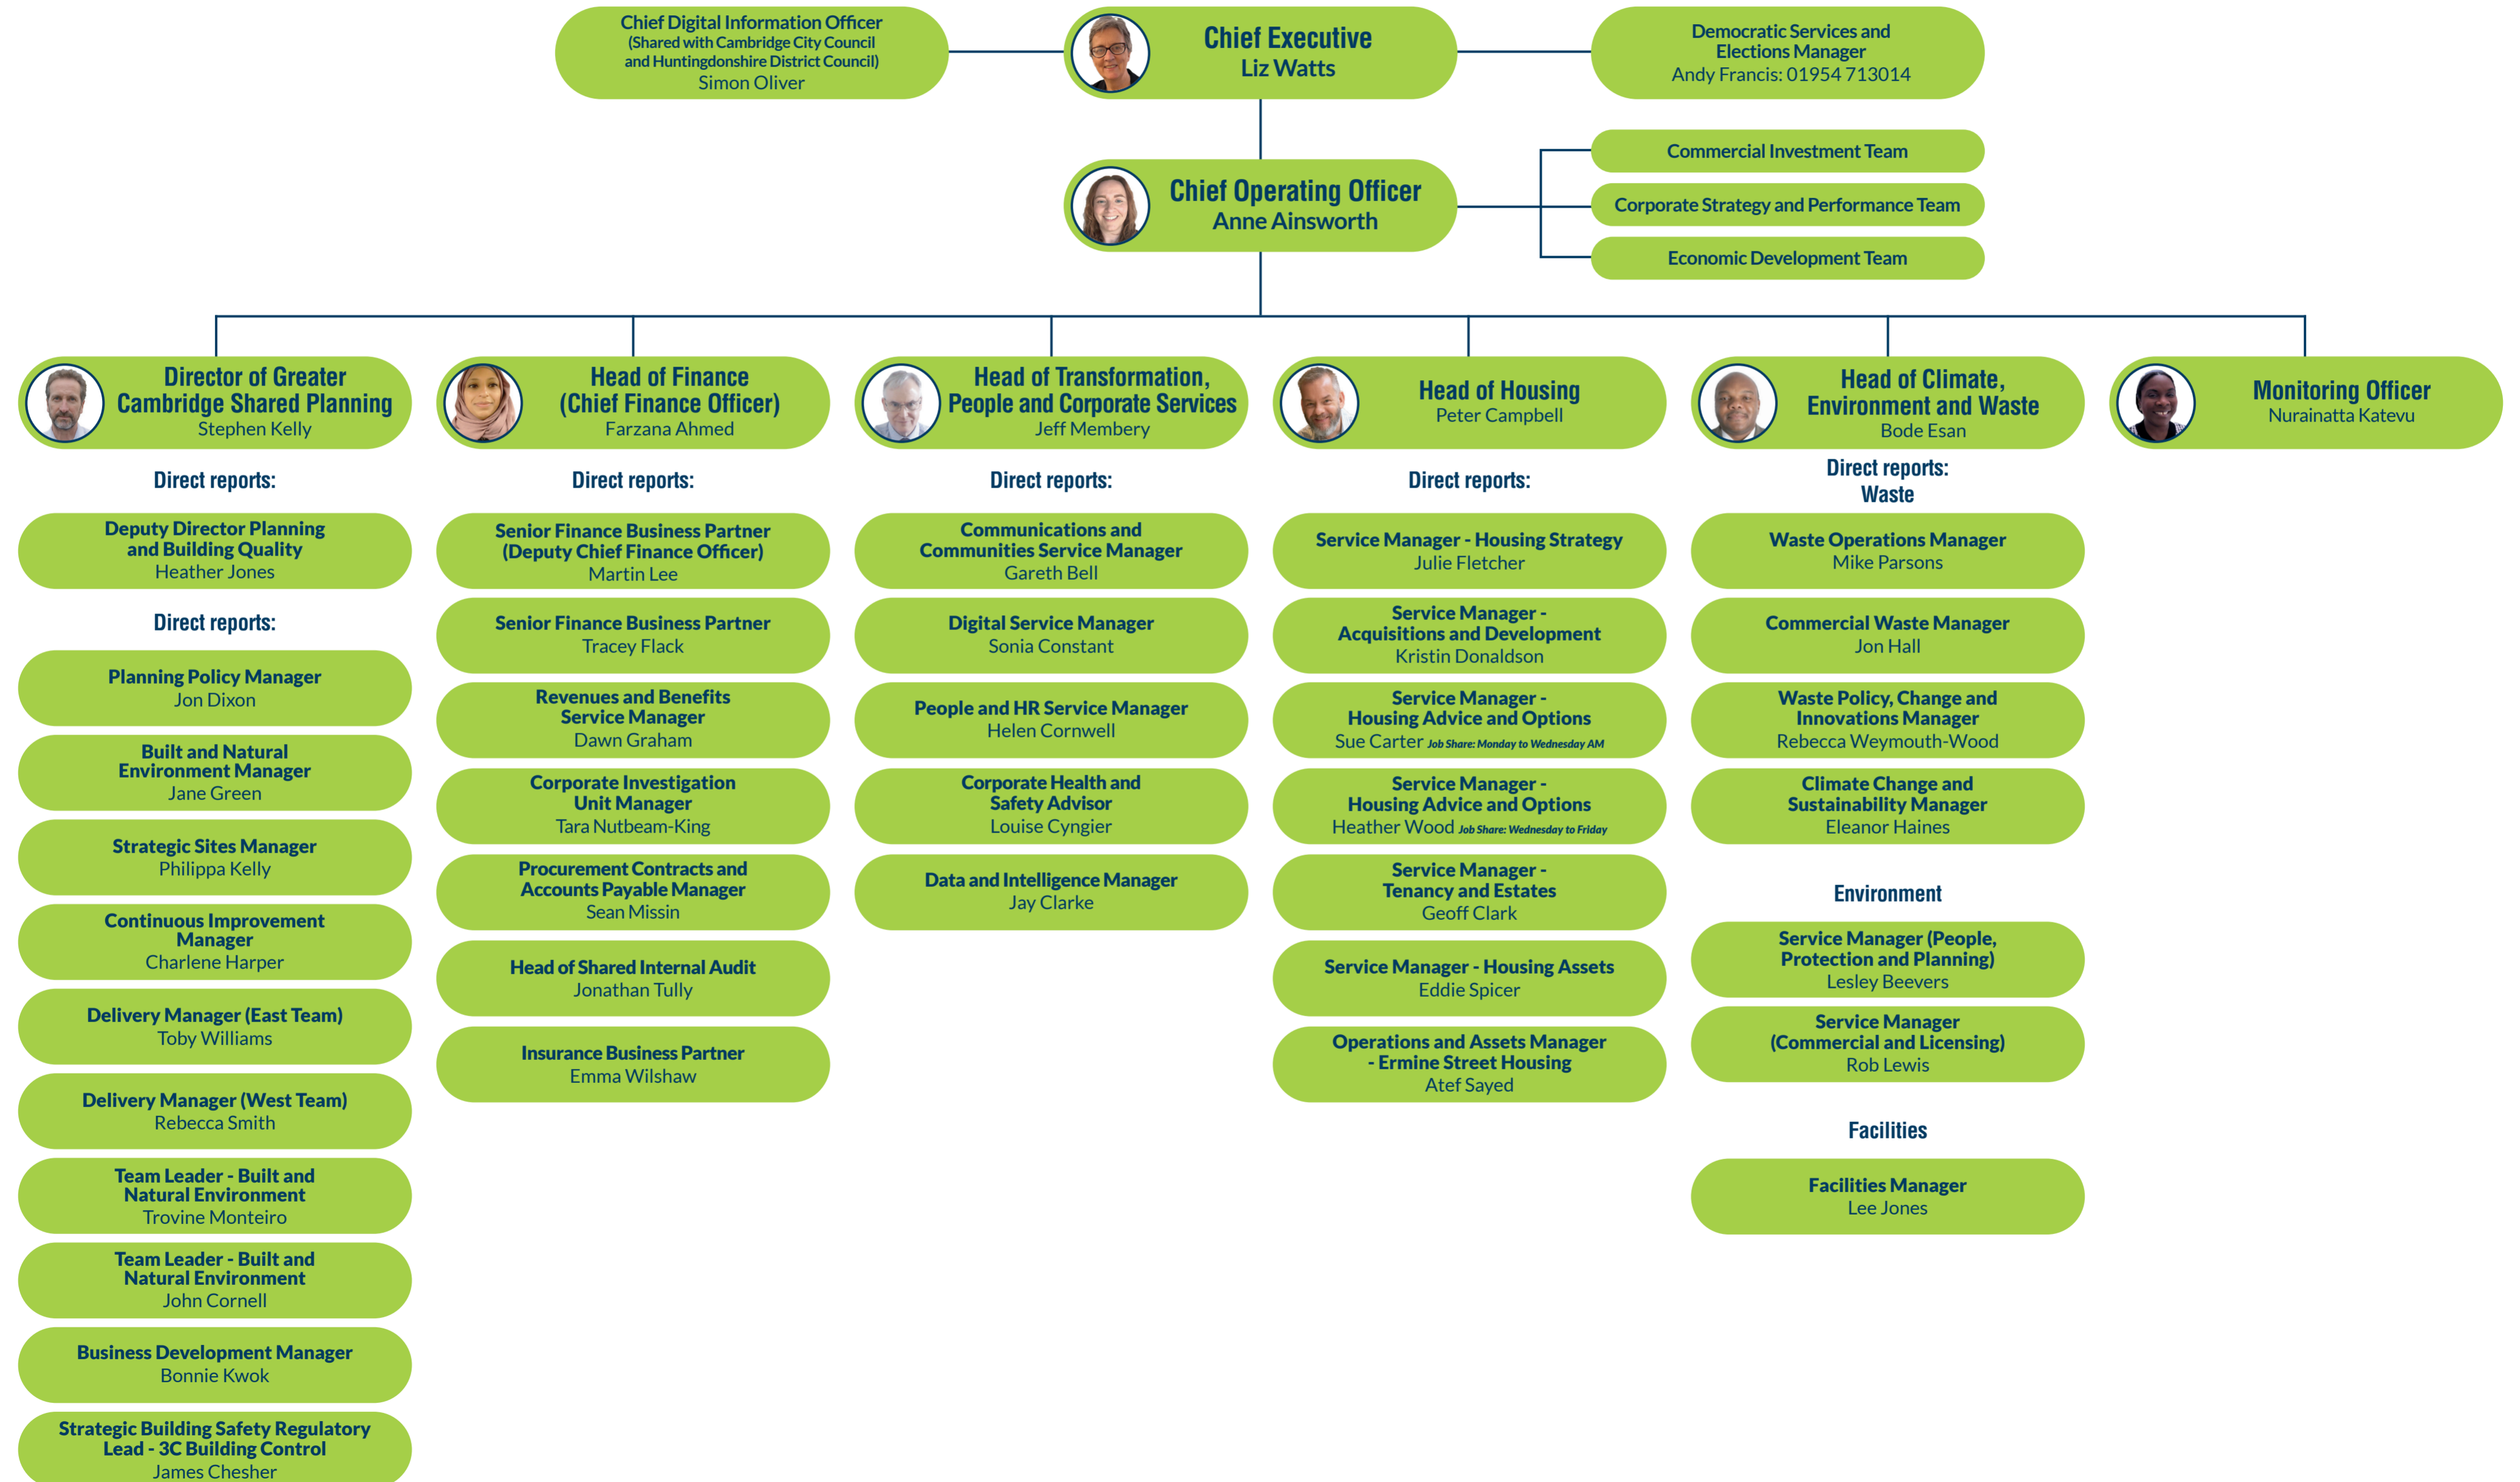 Chief Digital Information Officer
(Shared with Cambridge City Council
and Huntingdonshire District Council)
Simon Oliver
Chief Executive
Liz Watts
Democratic Services and
Elections Manager
Andy Francis: 01954 713014
Chief Operating Officer
Anne Ainsworth
Commercial Investment Team
Corporate Strategy and Performance Team
Economic Development Team
Director of Greater
Cambridge Shared Planning
Stephen Kelly
Direct reports:
Deputy Director Planning
and Building Quality
Heather Jones
Direct reports:
Planning Policy Manager
Jon Dixon
Built and Natural
Environment Manager
Jane Green
Strategic Sites Manager
Philippa Kelly
Continuous Improvement
Manager
Charlene Harper
Delivery Manager (East Team)
Toby Williams
Delivery Manager (West Team)
Rebecca Smith
Team Leader - Built and
Natural Environment
Trovine Monteiro
Team Leader - Built and
Natural Environment
John Cornell
Business Development Manager
Bonnie Kwok
Strategic Building Safety Regulatory
Lead - 3C Building Control
James Chesher
Head of Finance
(Chief Finance Officer)
Farzana Ahmed
Direct reports:
Senior Finance Business Partner
(Deputy Chief Finance Officer)
Martin Lee
Senior Finance Business Partner
Tracey Flack
Revenues and Benefits
Service Manager
Dawn Graham
Corporate Investigation
Unit Manager
Tara Nutbeam-King
Procurement Contracts and
Accounts Payable Manager
Sean Missin
Head of Shared Internal Audit
Jonathan Tully
Insurance Business Partner
Emma Wilshaw
Head of Transformation,
People and Corporate Services
Jeff Membery
Direct reports:
Communications and
Communities Service Manager
Gareth Bell
Digital Service Manager
Sonia Constant
People and HR Service Manager
Helen Cornwell
Corporate Health and
Safety Advisor
Louise Cyngier
Data and Intelligence Manager
Jay Clarke
Head of Housing
Peter Campbell
Direct reports:
Service Manager - Housing Strategy
Julie Fletcher
Service Manager -
Acquisitions and Development
Kristin Donaldson
Service Manager -
Housing Advice and Options
Sue Carter Job Share: Monday to Wednesday AM
Service Manager -
Housing Advice and Options
Heather Wood Job Share: Wednesday to Friday
Service Manager -
Tenancy and Estates
Geoff Clark
Service Manager - Housing Assets
Eddie Spicer
Operations and Assets Manager
- Ermine Street Housing
Atef Sayed
Head of Climate,
Environment and Waste
Bode Esan
Direct reports:
Waste
Waste Operations Manager
Mike Parsons
Commercial Waste Manager
Jon Hall
Waste Policy, Change and
Innovations Manager
Rebecca Weymouth-Wood
Climate Change and
Sustainability Manager
Eleanor Haines
Environment
Service Manager (People,
Protection and Planning)
Lesley Beevers
Service Manager
(Commercial and Licensing)
Rob Lewis
Facilities
Facilities Manager
Lee Jones
Monitoring Officer
Nurainatta Katevu